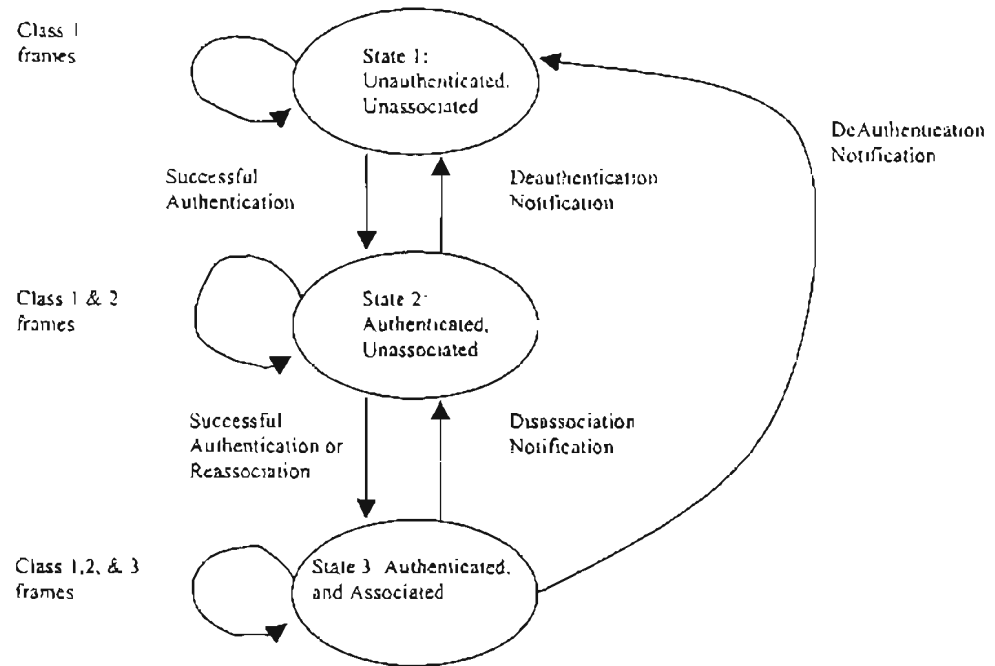 Class 1
frames
State 1:
Unauthenticated,
Unassociated
DeAuthentication
Notification
Successful
Authentication
Deauthentication
Notification
Class 1 & 2
frames
State 2:
Authenticated,
Unassociated
Successful
Authentication or
Reassociation
Disassociation
Notification
Class 1,2, & 3
frames
State 3 Authenticated,
and Associated